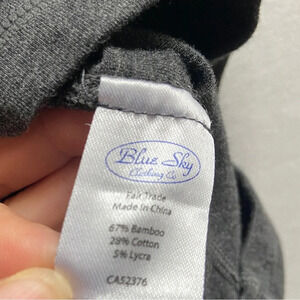 Blue Sky
Clothing Co
Fair Trade
Made in China
67% Bamboo
28% Cotton
5% Lycra
CA52376